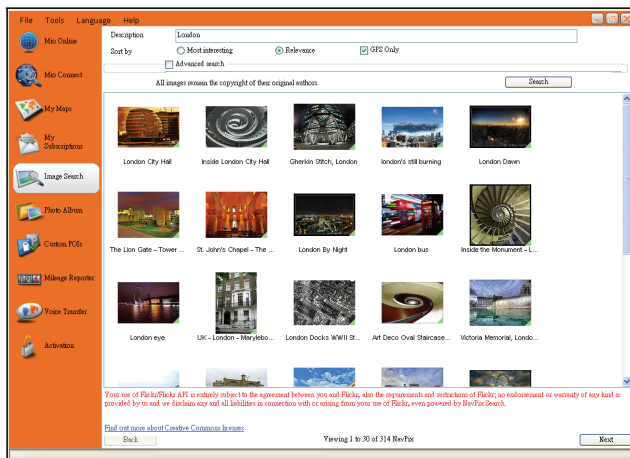 File Tools Language Help
Mio Online
Mio Connect
My Maps
My
Subscriptions
Image Search
Photo Album
Custom POIs
Mileage Reporter
Voice Transfer
Activation
Description London
Sort by Most interesting Relevance GPS Only
Advanced search
All images remain the copyright of their original authors. Search
London City Hall Inside London City Hall Gherkin Stitch, London london's still burning London Dawn
The Lion Gate - Tower ... St. John's Chapel - The ... London By Night London bus Inside the Monument - L...
London eye UK - London - Marylebo... London Docks WWII St... Art Deco Oval Staircase... Victoria Memorial, Londo...
Your use of Flickr/Flickr API is entirely subject to the agreement between you and Flickr, also the requirements and restrictions of Flickr; no endorsement or warranty of any kind is
provided by us and we disclaim any and all liabilities in connection with or arising from your use of Flickr, even powered by NavPix Search.
Find out more about Creative Commons licenses
Back Viewing 1 to 30 of 314 NavPix Next